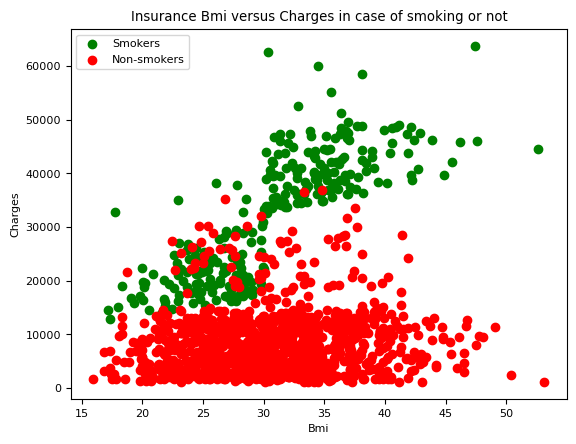 Insurance Bmi versus Charges in case of smoking or not
Smokers
Non-smokers
60000
50000
40000
30000
20000
10000
0
Charges
15 20 25 30 35 40 45 50
Bmi